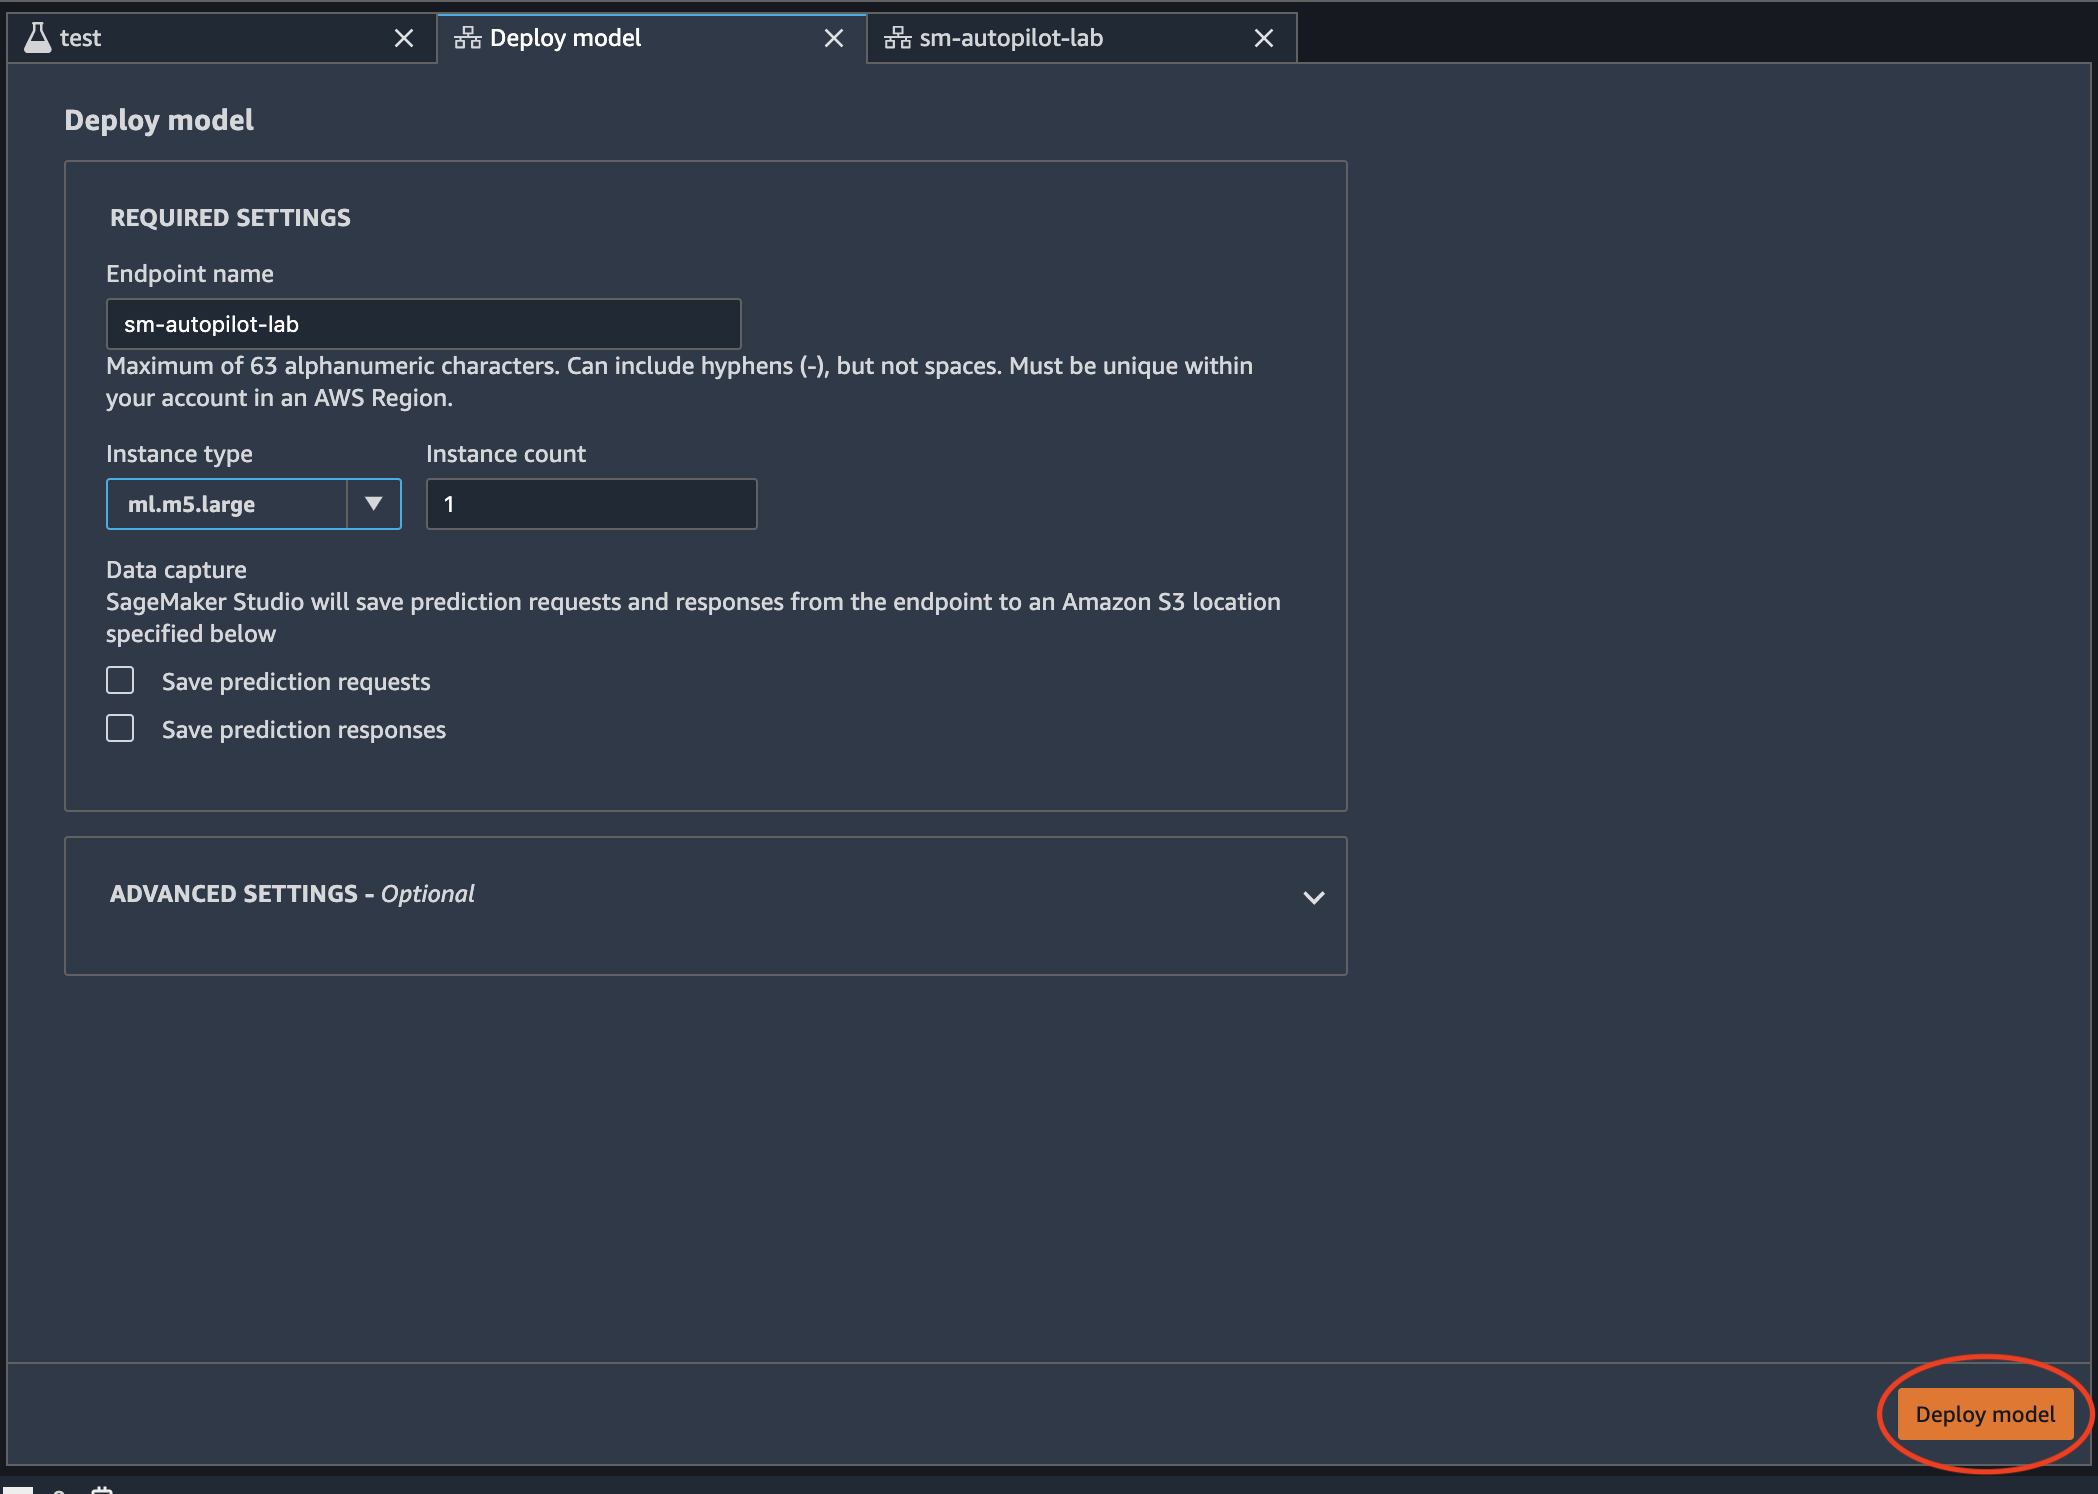 test
Deploy model
sm-autopilot-lab
Deploy model
REQUIRED SETTINGS
Endpoint name
sm-autopilot-lab
Maximum of 63 alphanumeric characters. Can include hyphens (-), but not spaces. Must be unique within
your account in an AWS Region.
Instance type
Instance count
ml.m5.large
1
Data capture
SageMaker Studio will save prediction requests and responses from the endpoint to an Amazon S3 location
specified below
Save prediction requests
Save prediction responses
ADVANCED SETTINGS - Optional
Deploy model